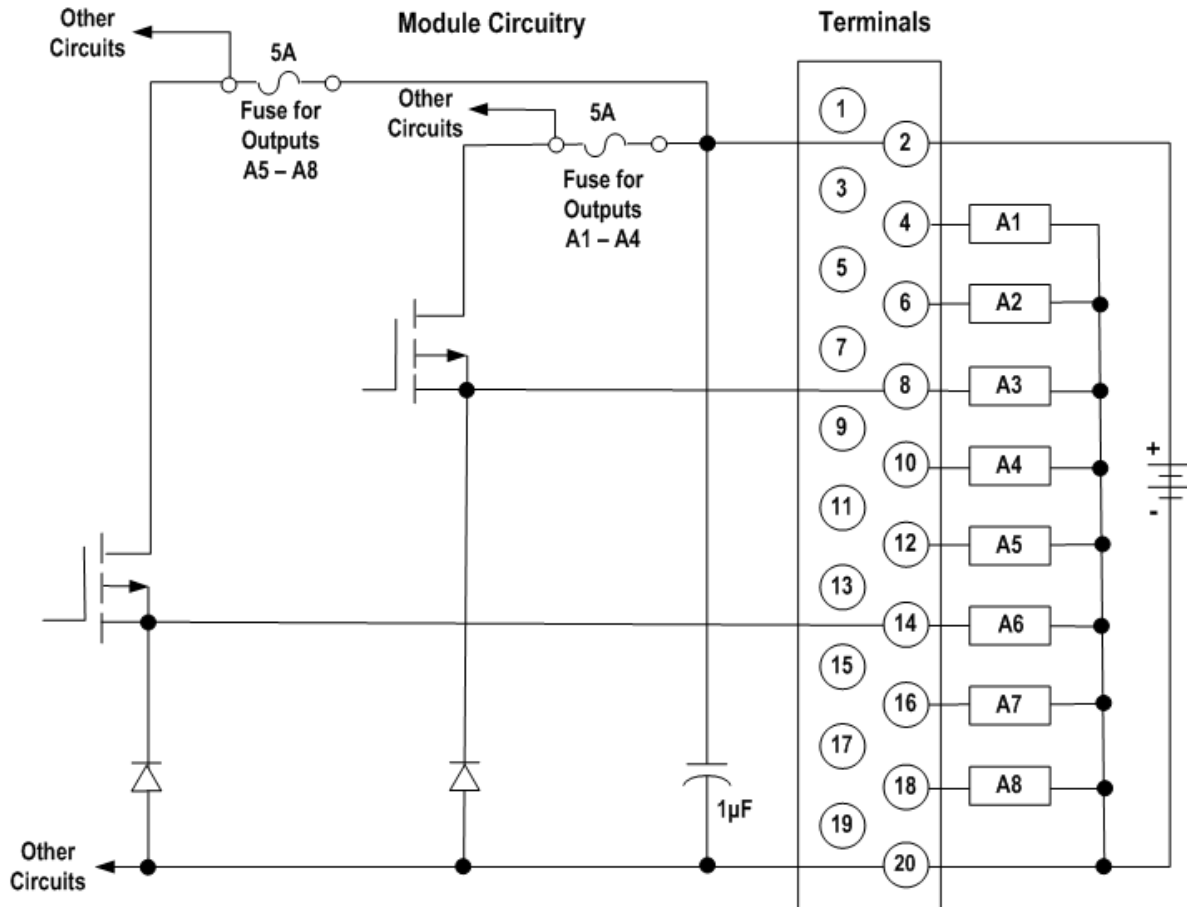 Module Circuitry
Terminals
Other
Circuits
5A
Fuse for
Outputs
A5 – A8
Other
Circuits
5A
Fuse for
Outputs
A1 – A4
1
2
3
4
A1
5
6
A2
7
8
A3
9
10
A4
+
-
11
12
A5
13
14
A6
15
16
A7
17
18
A8
1µF
19
20
Other
Circuits